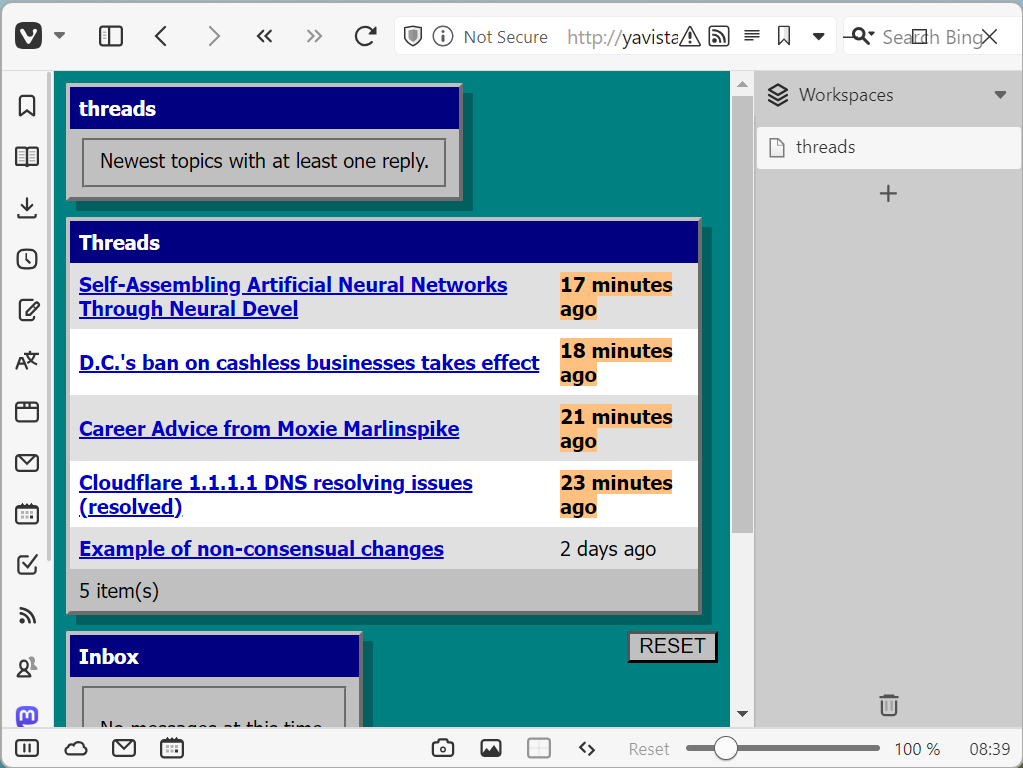 Not Secure http://yavista
Search Bing
Workspaces
threads
threads
Newest topics with at least one reply.
Threads
Self-Assembling Artificial Neural Networks
Through Neural Devel
17 minutes
ago
D.C.'s ban on cashless businesses takes effect
18 minutes
ago
Career Advice from Moxie Marlinspike
21 minutes
ago
Cloudflare 1.1.1.1 DNS resolving issues
(resolved)
23 minutes
ago
Example of non-consensual changes
2 days ago
5 item(s)
RESET
Inbox
No messages at this time
Reset
100 %
08:39